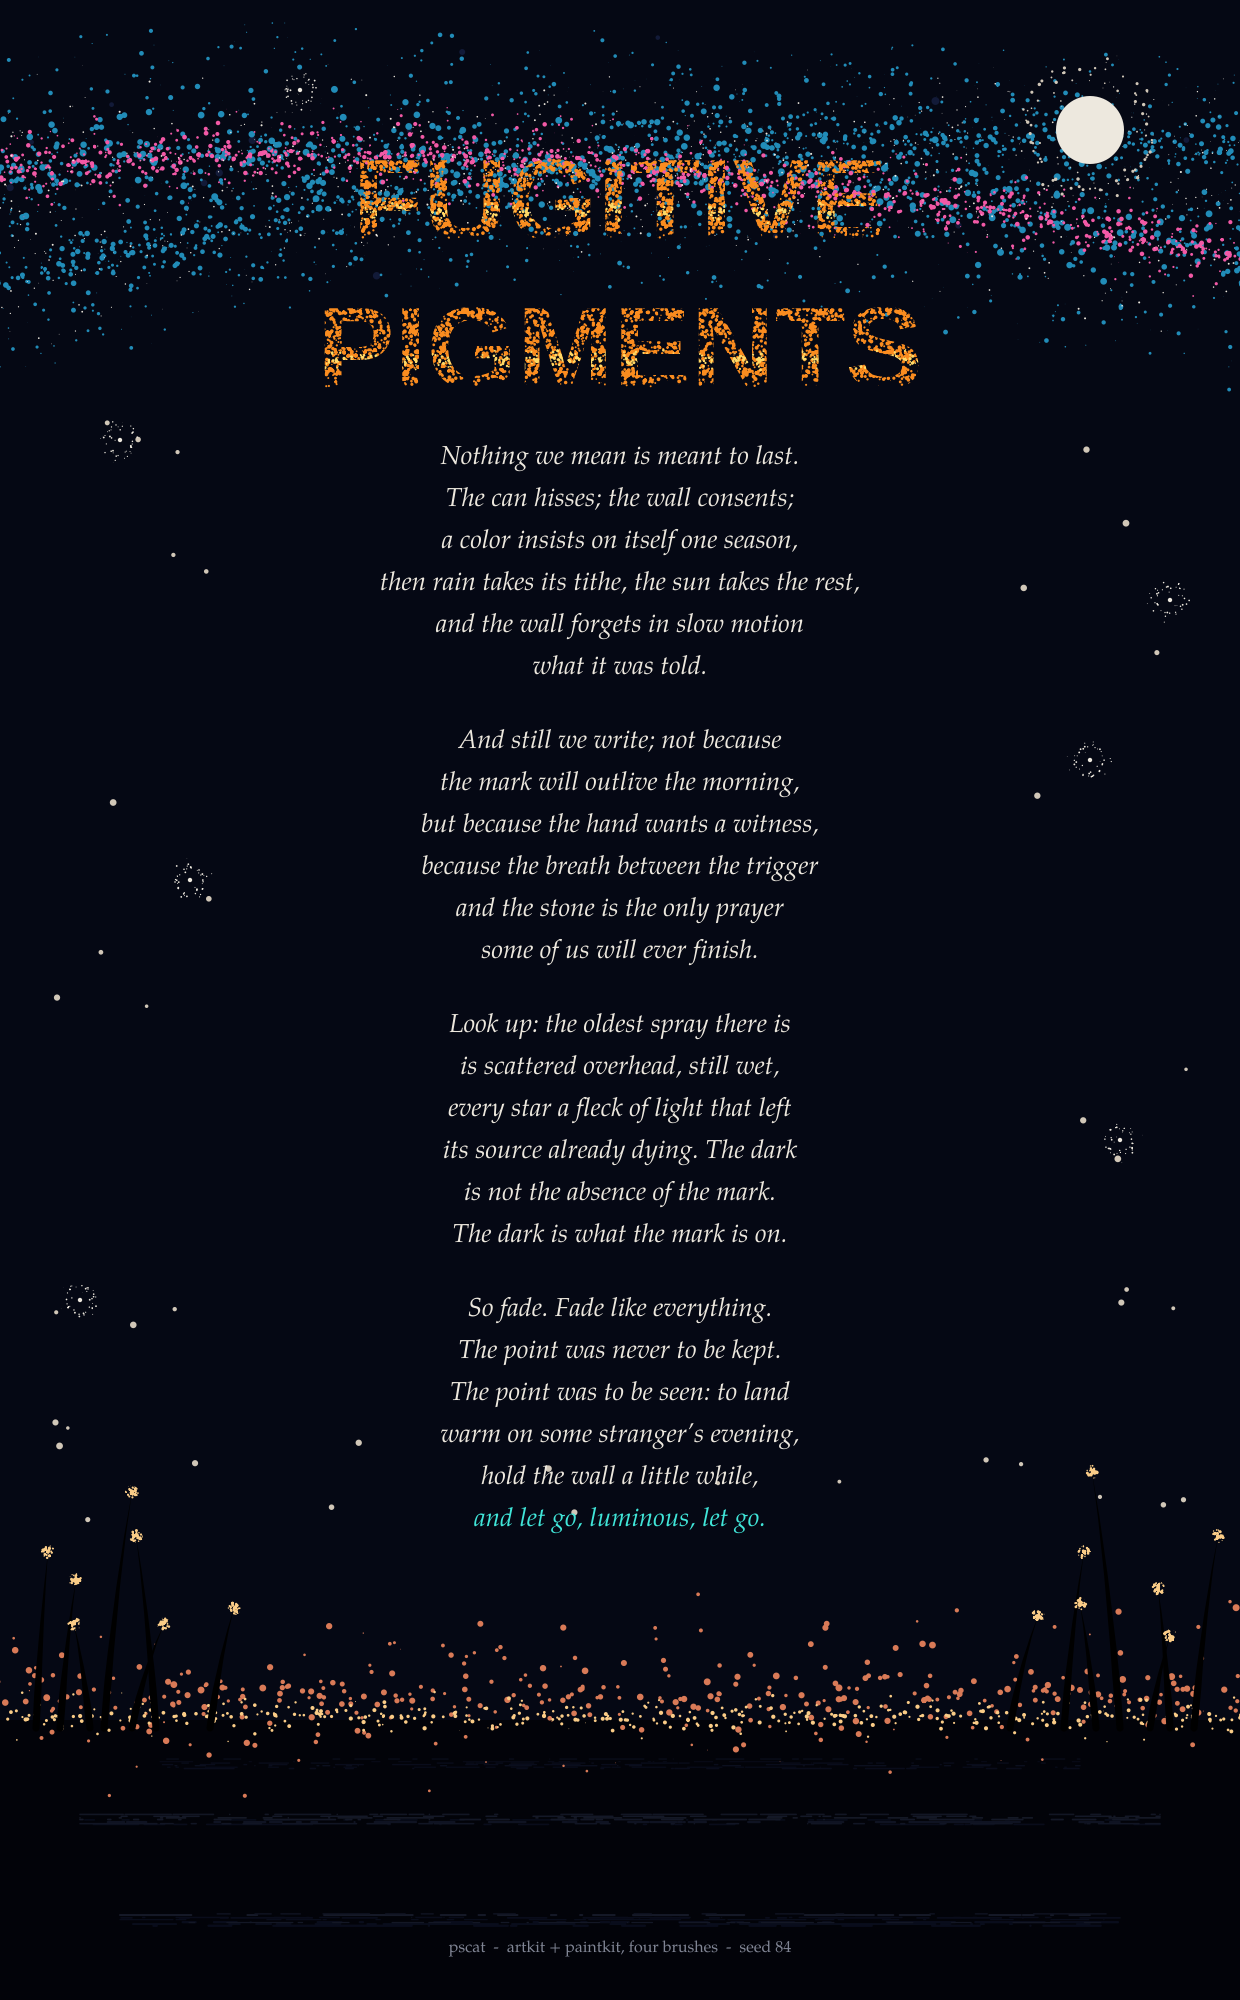 FUGITIVE
PIGMENTS
Nothing we mean is meant to last.
The can hisses; the wall consents;
a color insists on itself one season,
then rain takes its tithe, the sun takes the rest,
and the wall forgets in slow motion
what it was told.
And still we write; not because
the mark will outlive the morning,
but because the hand wants a witness,
because the breath between the trigger
and the stone is the only prayer
some of us will ever finish.
Look up: the oldest spray there is
is scattered overhead, still wet,
every star a fleck of light that left
its source already dying. The dark
is not the absence of the mark.
The dark is what the mark is on.
So fade. Fade like everything.
The point was never to be kept.
The point was to be seen: to land
warm on some stranger’s evening,
hold the wall a little while,
and let go, luminous, let go.
pscat - artkit + paintkit, four brushes - seed 84